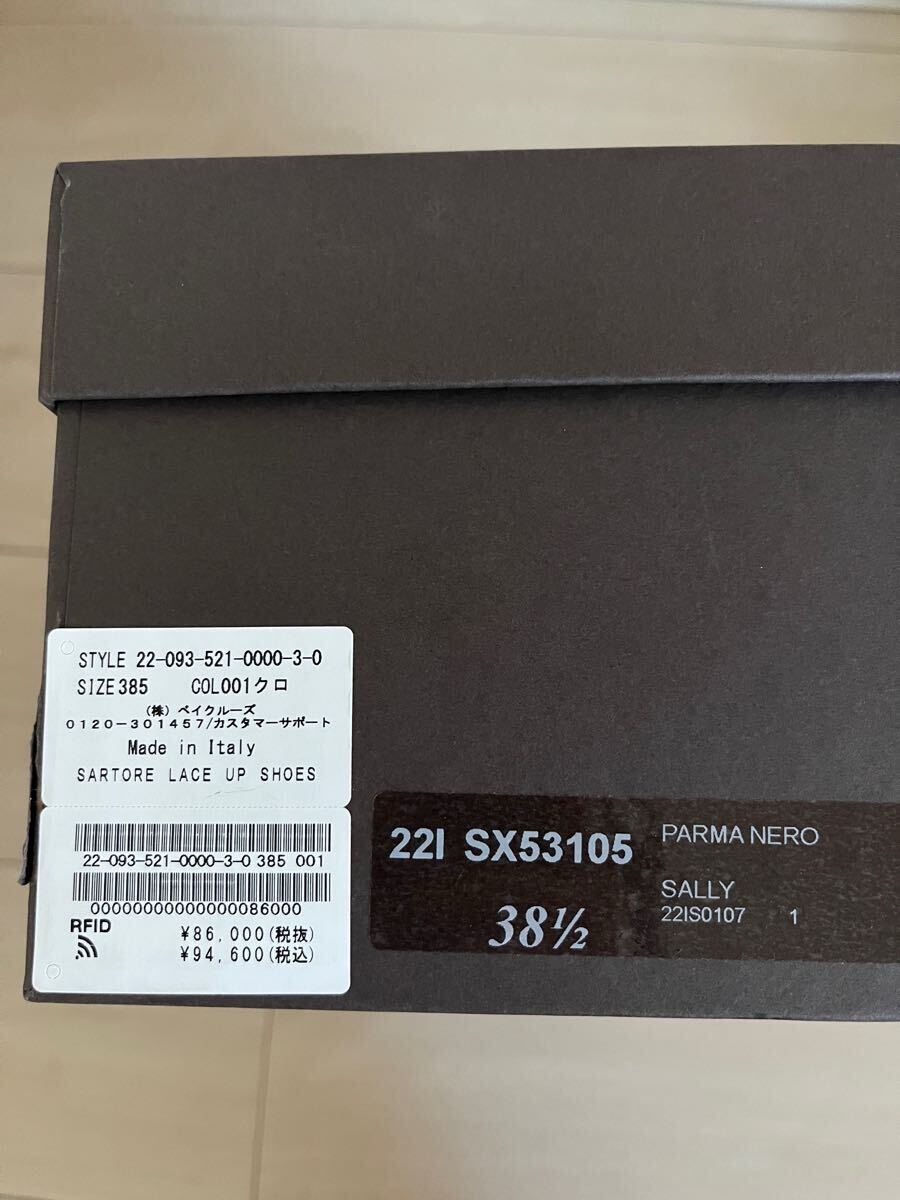 STYLE 22-093-521-0000-3-0
SIZE385 COL001クロ
(株) ベイクルーズ
0120-301457/カスタマーサポート
Made in Italy
SARTORE LACE UP SHOES
22-093-521-0000-3-0 385 001
00000000000000086000
RFID
¥86,000(税抜)
¥94,600(税込)
22I SX53105
38½
PARMA NERO
SALLY
22IS0107 1